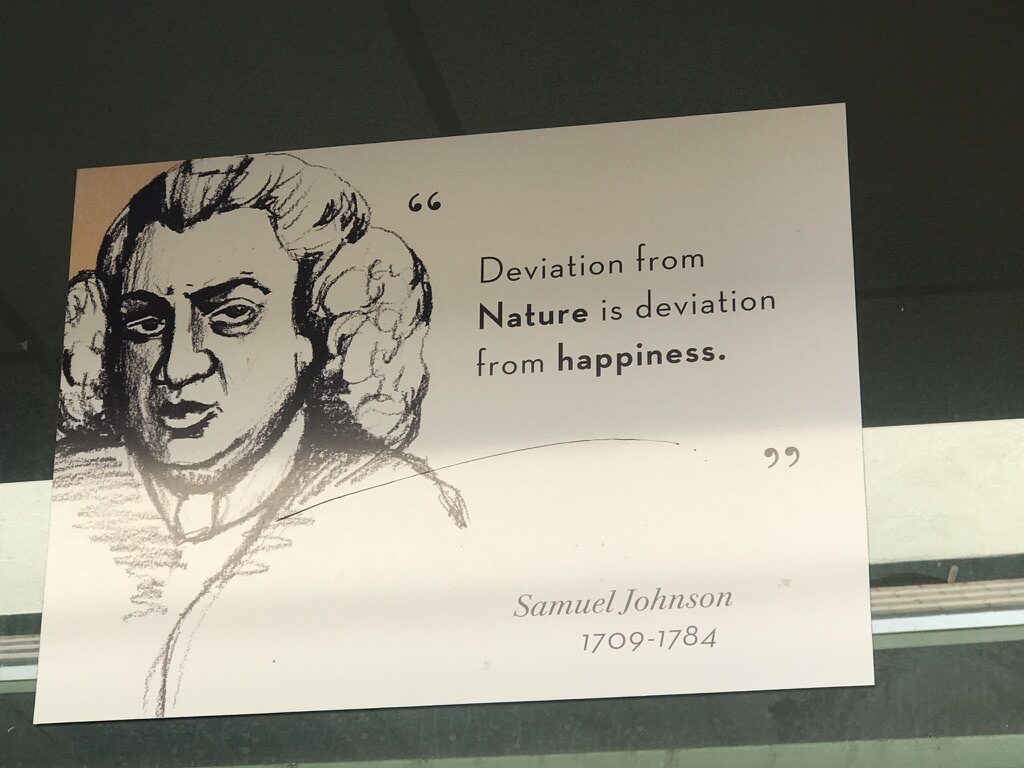 “
Deviation from
Nature is deviation
from happiness.
”
Samuel Johnson
1709-1784